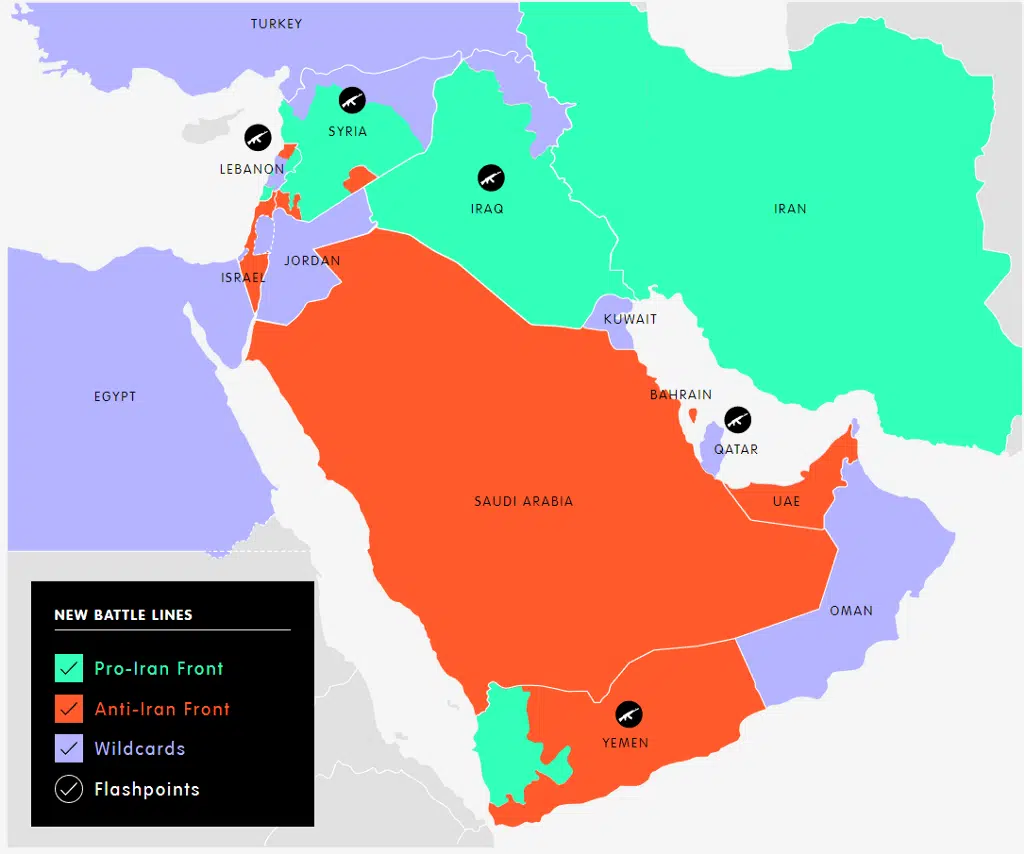 TURKEY
SYRIA
LEBANON
IRAQ
IRAN
JORDAN
ISRAEL
KUWAIT
EGYPT
BAHRAIN
QATAR
SAUDI ARABIA
UAE
OMAN
YEMEN
NEW BATTLE LINES
Pro-Iran Front
Anti-Iran Front
Wildcards
Flashpoints